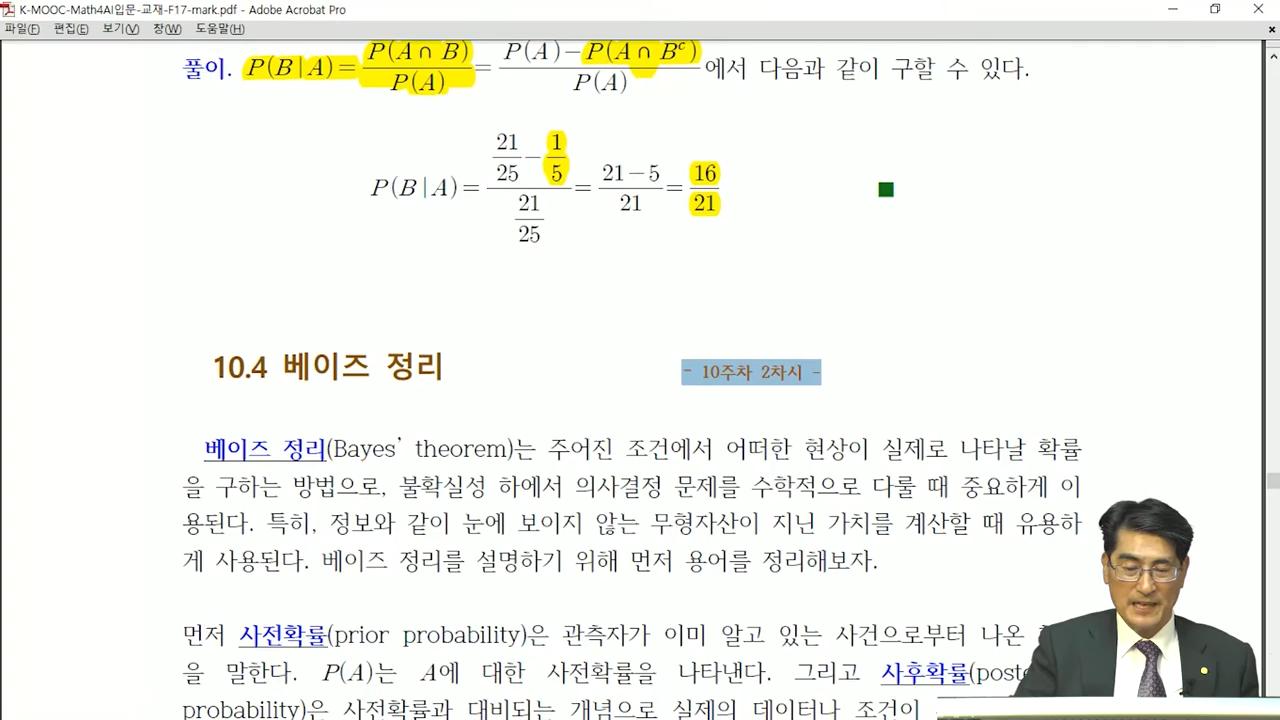 K-MOOC-Math4AI입문-교재-F17-mark.pdf - Adobe Acrobat Pro
파일(F) 편집(E) 보기(V) 창(W) 도움말(H)
풀이. P(B|A) = P(A∩B)/P(A) = P(A)−P(A∩Bᶜ)/P(A) 에서 다음과 같이 구할 수 있다.
P(B|A) = (21/25 − 1/5)/(21/25) = (21−5)/21 = 16/21
10.4 베이즈 정리 - 10주차 2차시 -
베이즈 정리(Bayes’ theorem)는 주어진 조건에서 어떠한 현상이 실제로 나타날 확률
을 구하는 방법으로, 불확실성 하에서 의사결정 문제를 수학적으로 다룰 때 중요하게 이
용된다. 특히, 정보와 같이 눈에 보이지 않는 무형자산이 지닌 가치를 계산할 때 유용하
게 사용된다. 베이즈 정리를 설명하기 위해 먼저 용어를 정리해보자.
먼저 사전확률(prior probability)은 관측자가 이미 알고 있는 사건으로부터 나온
을 말한다. P(A)는 A에 대한 사전확률을 나타낸다. 그리고 사후확률(poste
probability)은 사전확률과 대비되는 개념으로 실제의 데이터나 조건이